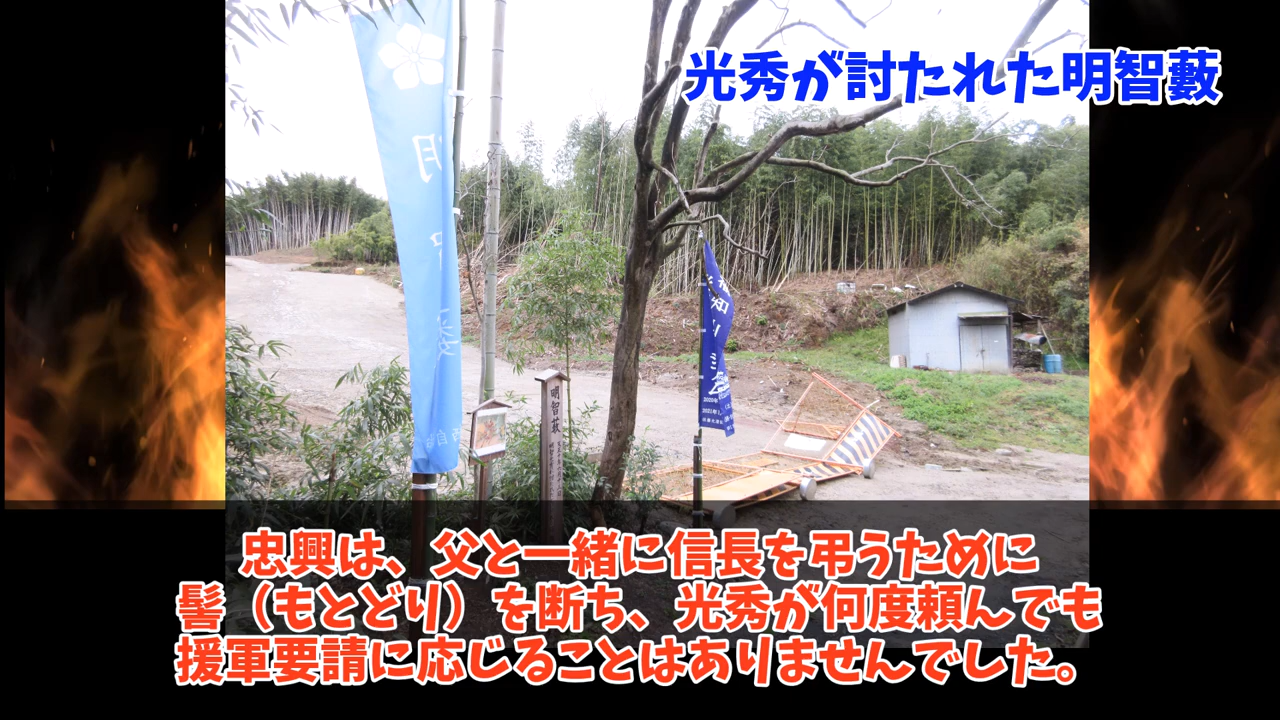 光秀が討たれた明智藪
明智藪
忠興は、父と一緒に信長を弔うために
髻（もとどり）を断ち、光秀が何度頼んでも
援軍要請に応じることはありませんでした。